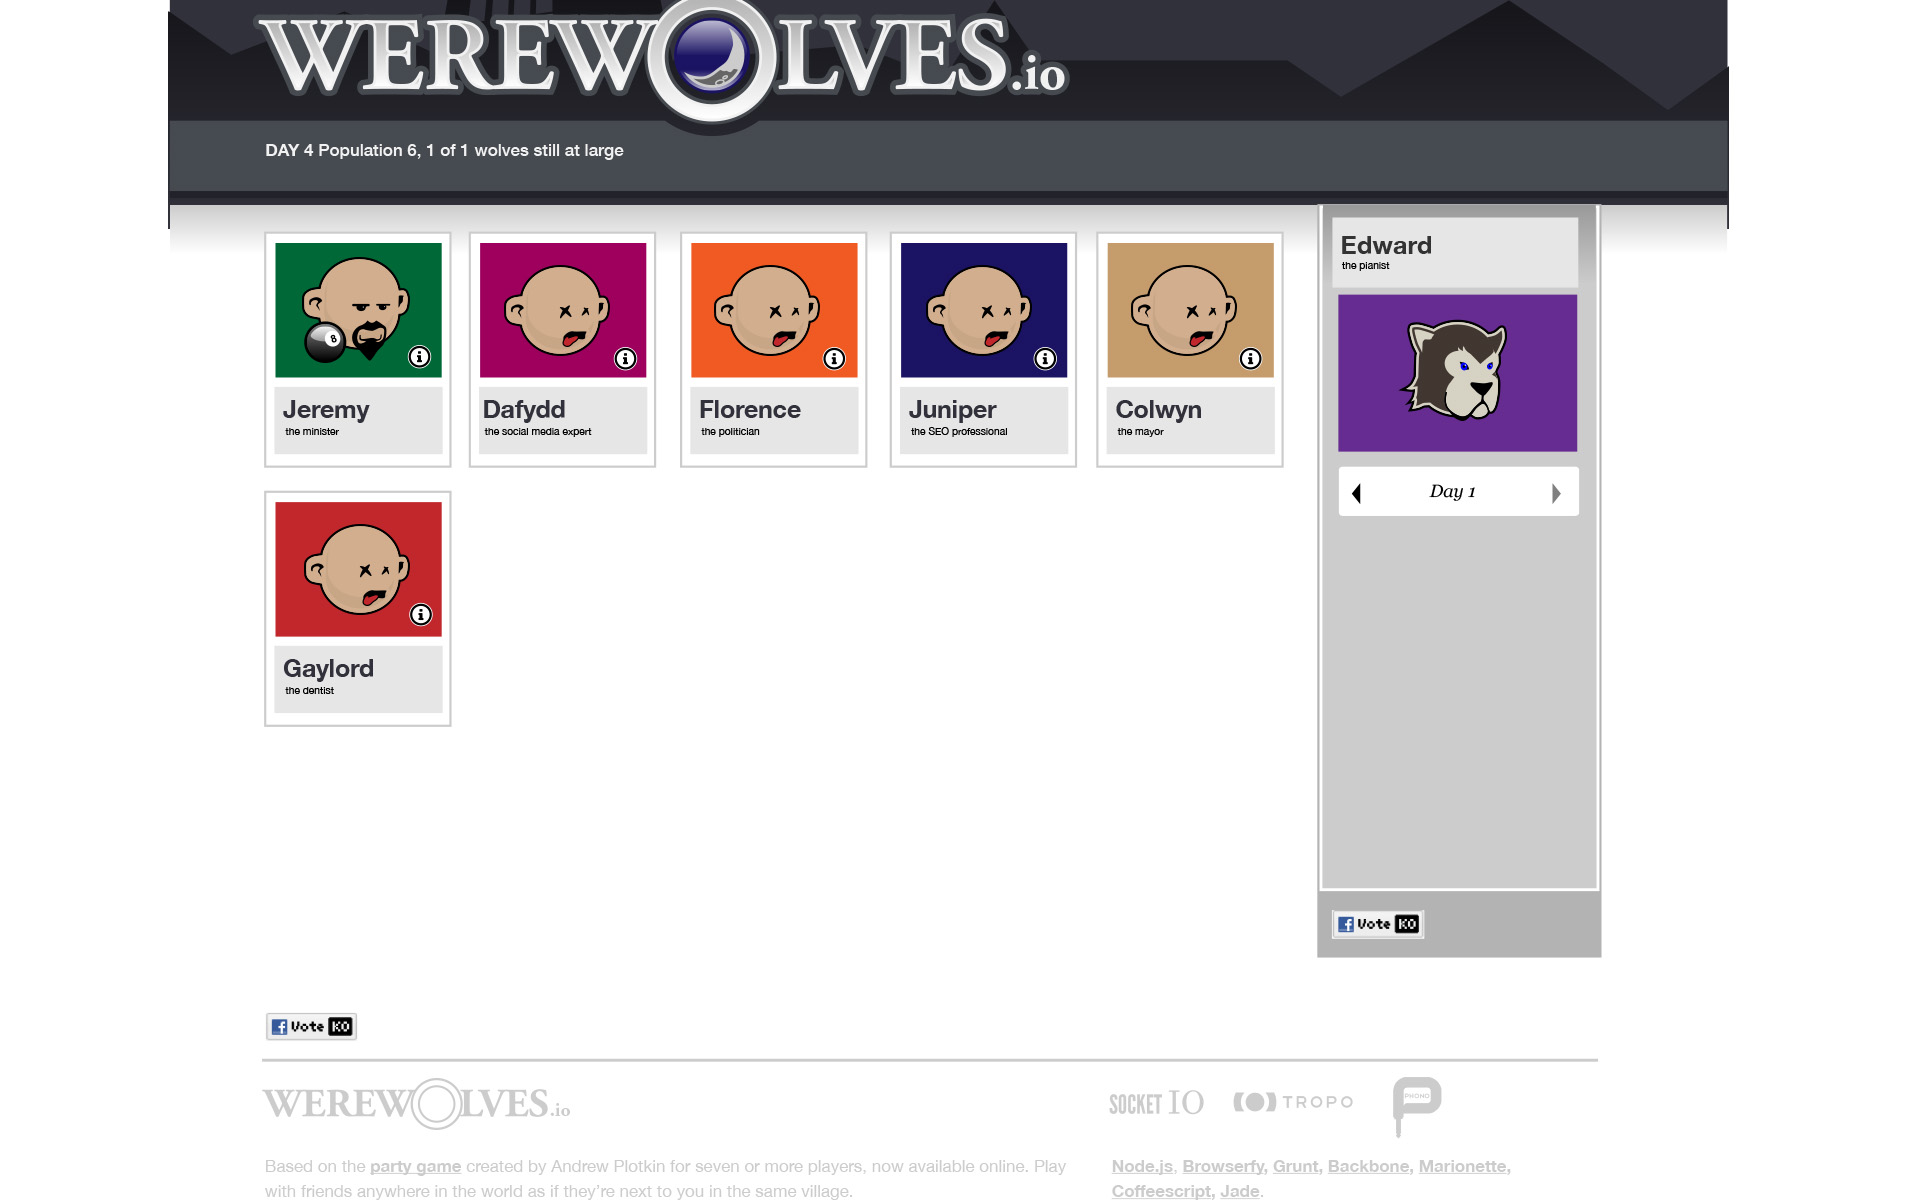 WEREWOLVES.io
DAY 4 Population 6, 1 of 1 wolves still at large
Edward
the pianist
8
Jeremy
the minister
Dafydd
the social media expert
Florence
the politician
Juniper
the SEO professional
Colwyn
the mayor
Day 1
Gaylord
the dentist
f Vote KO
f Vote KO
WEREWOLVES.io
SOCKET IO
TROPO
PHONO
Based on the party game created by Andrew Plotkin for seven or more players, now available online. Play
with friends anywhere in the world as if they're next to you in the same village.
Node.js, Browserfy, Grunt, Backbone, Marionette,
Coffeescript, Jade.